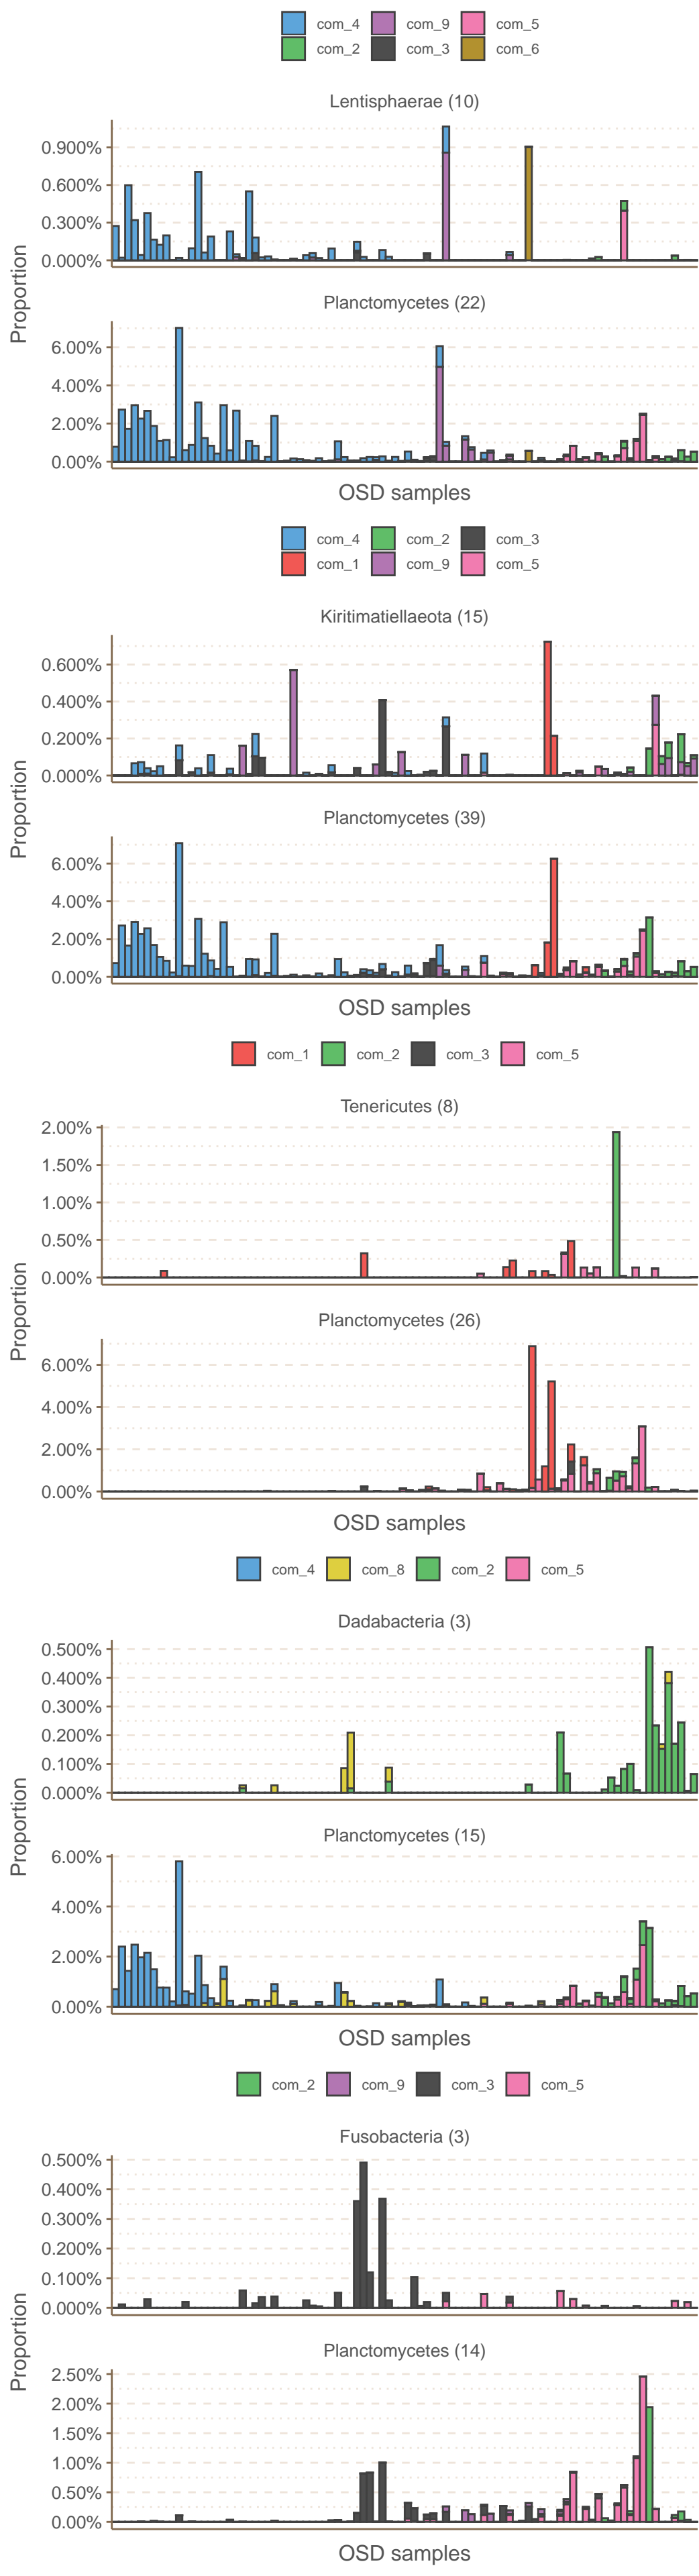 com_4 com_9 com_5
com_2 com_3 com_6
Lentisphaerae (10)
0.900%
0.600%
0.300%
0.000%
Proportion
Planctomycetes (22)
6.00%
4.00%
2.00%
0.00%
OSD samples
com_4 com_2 com_3
com_1 com_9 com_5
Kiritimatiellaeota (15)
0.600%
0.400%
0.200%
0.000%
Proportion
Planctomycetes (39)
6.00%
4.00%
2.00%
0.00%
OSD samples
com_1 com_2 com_3 com_5
Tenericutes (8)
2.00%
1.50%
1.00%
0.50%
0.00%
Proportion
Planctomycetes (26)
6.00%
4.00%
2.00%
0.00%
OSD samples
com_4 com_8 com_2 com_5
Dadabacteria (3)
0.500%
0.400%
0.300%
0.200%
0.100%
0.000%
Proportion
Planctomycetes (15)
6.00%
4.00%
2.00%
0.00%
OSD samples
com_2 com_9 com_3 com_5
Fusobacteria (3)
0.500%
0.400%
0.300%
0.200%
0.100%
0.000%
Proportion
Planctomycetes (14)
2.50%
2.00%
1.50%
1.00%
0.50%
0.00%
OSD samples